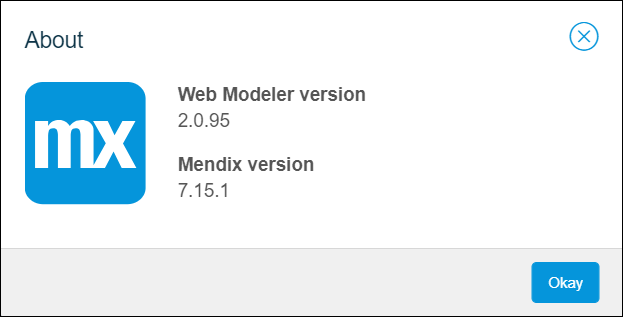 About
mx
Web Modeler version
2.0.95
Mendix version
7.15.1
Okay